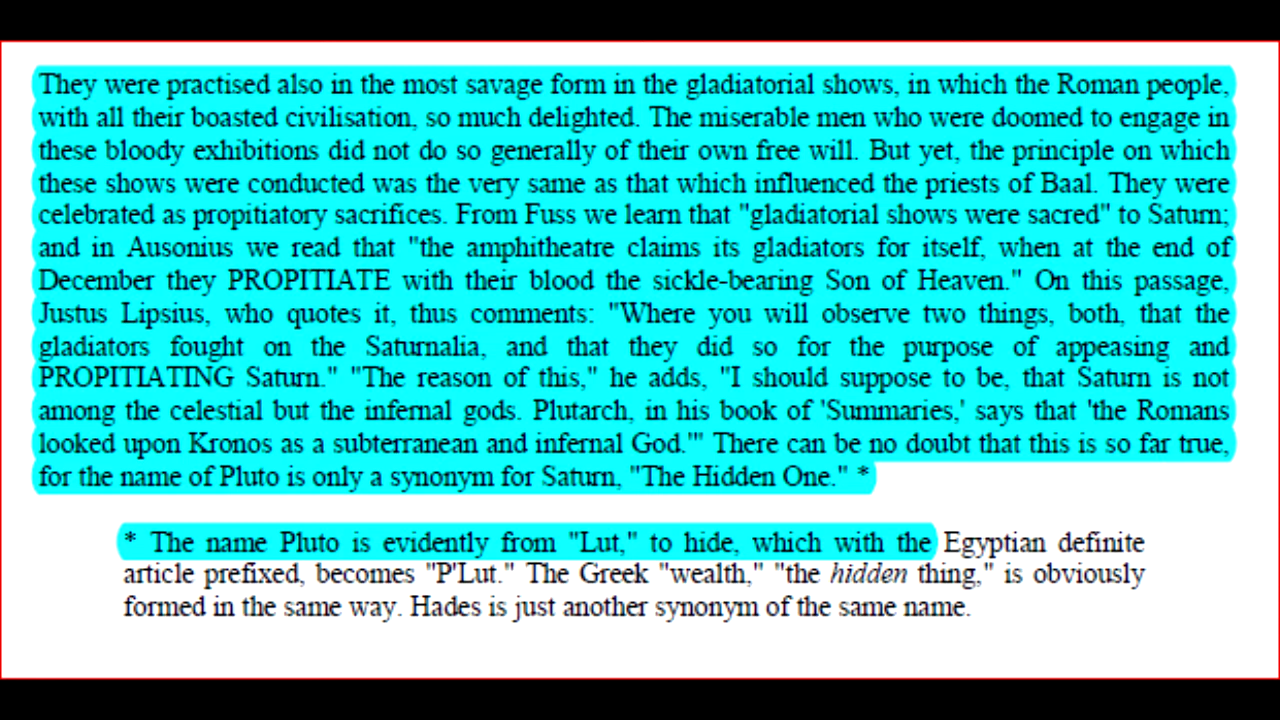 They were practised also in the most savage form in the gladiatorial shows, in which the Roman people,
with all their boasted civilisation, so much delighted. The miserable men who were doomed to engage in
these bloody exhibitions did not do so generally of their own free will. But yet, the principle on which
these shows were conducted was the very same as that which influenced the priests of Baal. They were
celebrated as propitiatory sacrifices. From Fuss we learn that "gladiatorial shows were sacred" to Saturn;
and in Ausonius we read that "the amphitheatre claims its gladiators for itself, when at the end of
December they PROPITIATE with their blood the sickle-bearing Son of Heaven." On this passage,
Justus Lipsius, who quotes it, thus comments: "Where you will observe two things, both, that the
gladiators fought on the Saturnalia, and that they did so for the purpose of appeasing and
PROPITIATING Saturn." "The reason of this," he adds, "I should suppose to be, that Saturn is not
among the celestial but the infernal gods. Plutarch, in his book of 'Summaries,' says that 'the Romans
looked upon Kronos as a subterranean and infernal God.'" There can be no doubt that this is so far true,
for the name of Pluto is only a synonym for Saturn, "The Hidden One." *
* The name Pluto is evidently from "Lut," to hide, which with the Egyptian definite
article prefixed, becomes "P'Lut." The Greek "wealth," "the hidden thing," is obviously
formed in the same way. Hades is just another synonym of the same name.